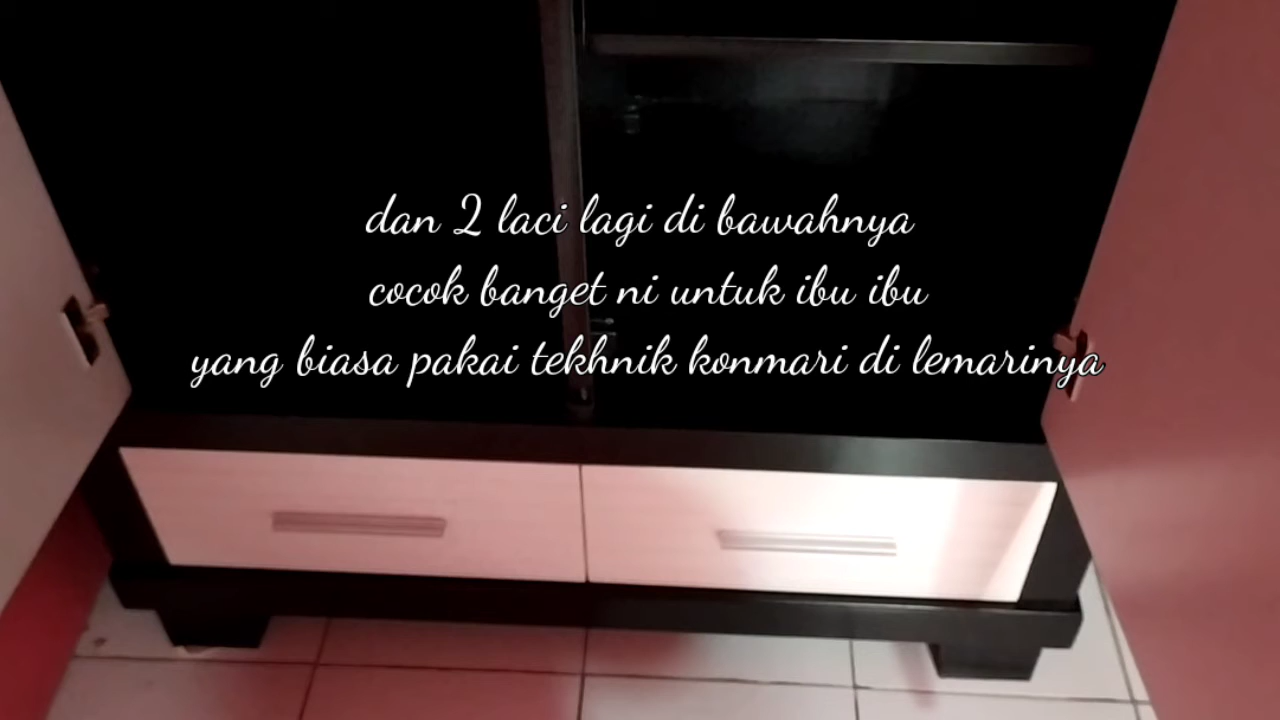 dan 2 laci lagi di bawahnya
cocok banget ni untuk ibu ibu
yang biasa pakai tekhnik konmari di lemarinya